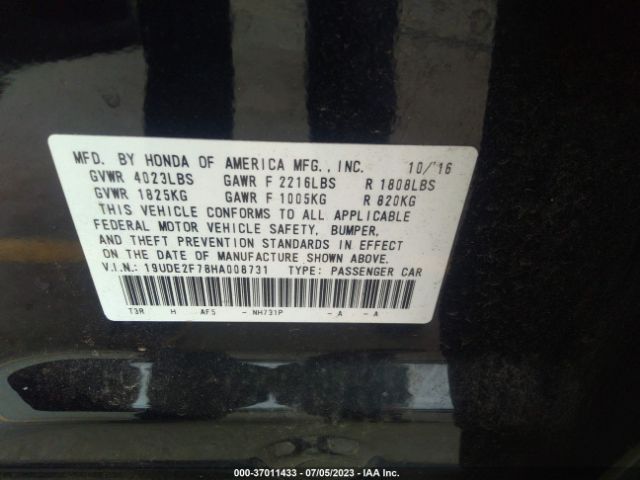 MFD. BY HONDA OF AMERICA MFG., INC. 10/'16
GVWR 4023LBS GAWR F 2216LBS R 1808LBS
GVWR 1825KG GAWR F 1005KG R 820KG
THIS VEHICLE CONFORMS TO ALL APPLICABLE
FEDERAL MOTOR VEHICLE SAFETY, BUMPER,
AND THEFT PREVENTION STANDARDS IN EFFECT
ON THE DATE OF MANUFACTURE SHOWN ABOVE.
V.I.N.: 19UDE2F78HA008731 TYPE: PASSENGER CAR
T3R H AF5 - NH731P - A - A
000-37011433 - 07/05/2023 - IAA Inc.